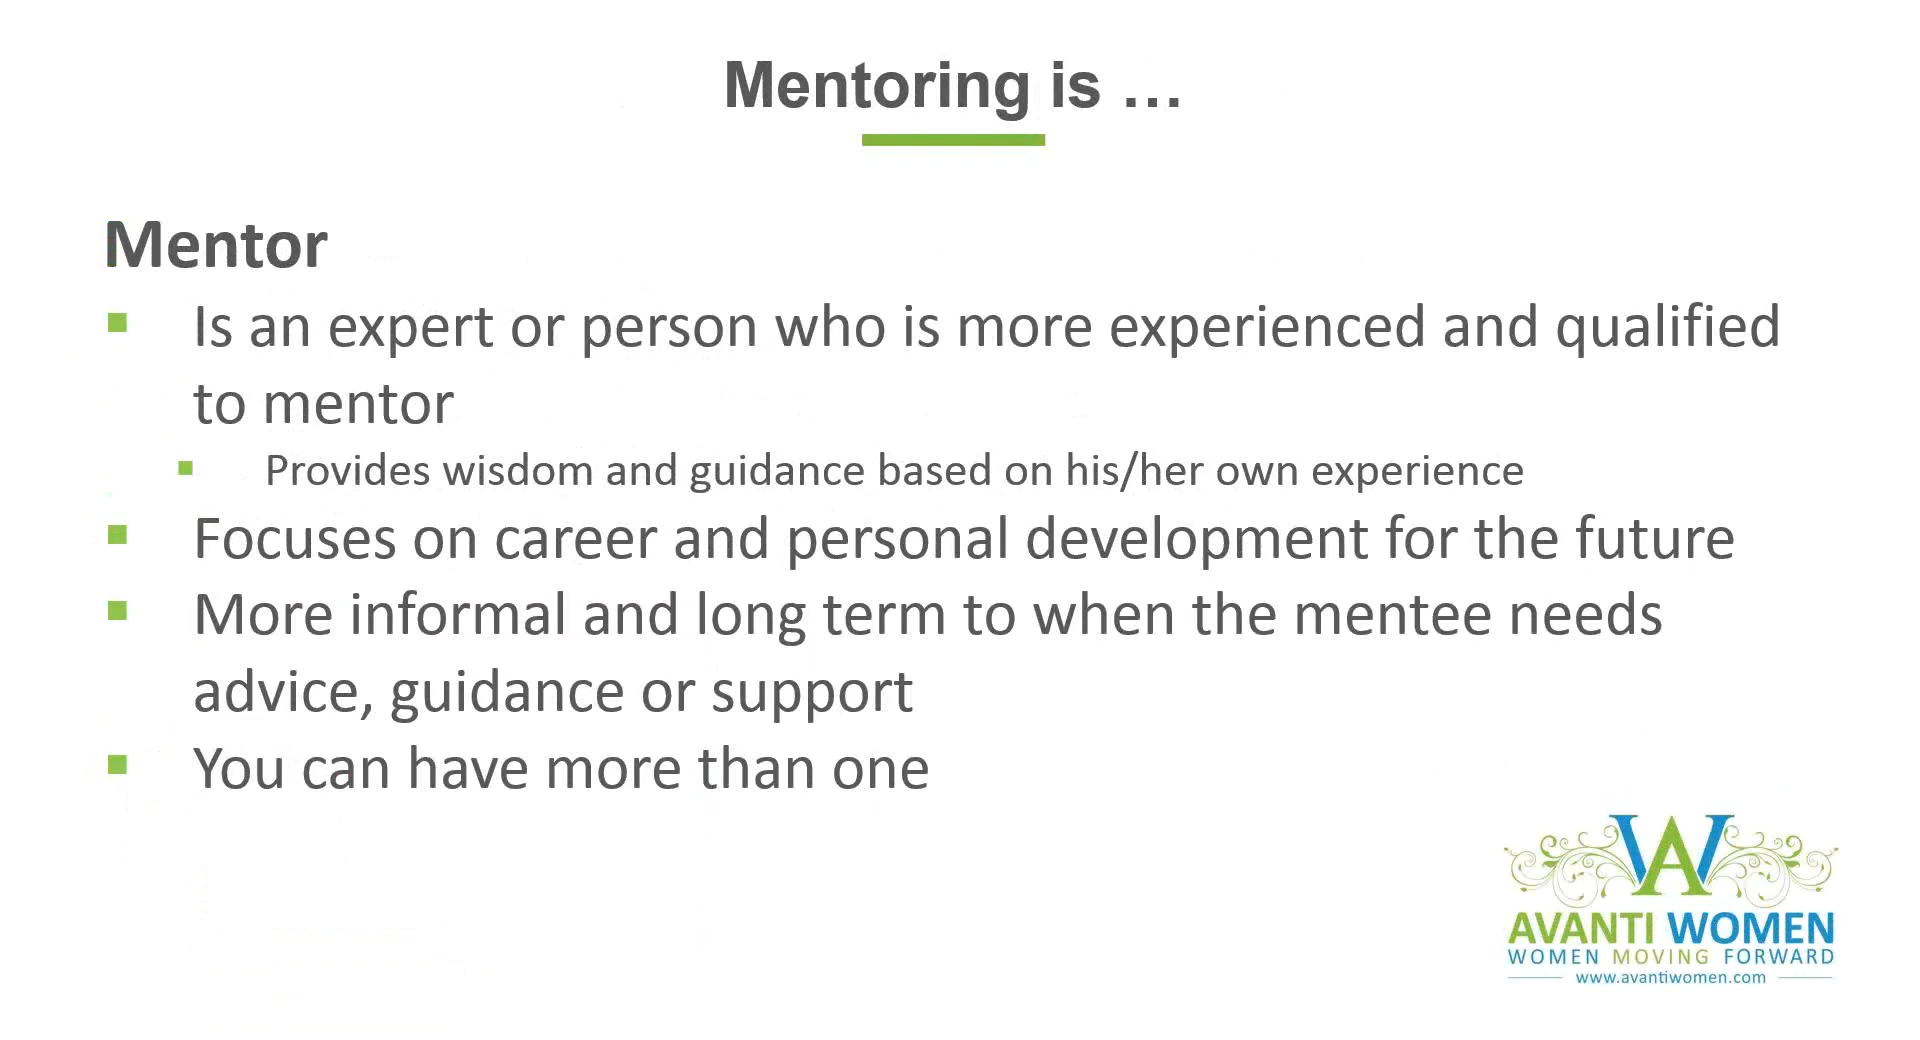 Mentoring is ...
Mentor
Is an expert or person who is more experienced and qualified
to mentor
Provides wisdom and guidance based on his/her own experience
Focuses on career and personal development for the future
More informal and long term to when the mentee needs
advice, guidance or support
You can have more than one
WA
AVANTI WOMEN
WOMEN MOVING FORWARD
www.avantiwomen.com